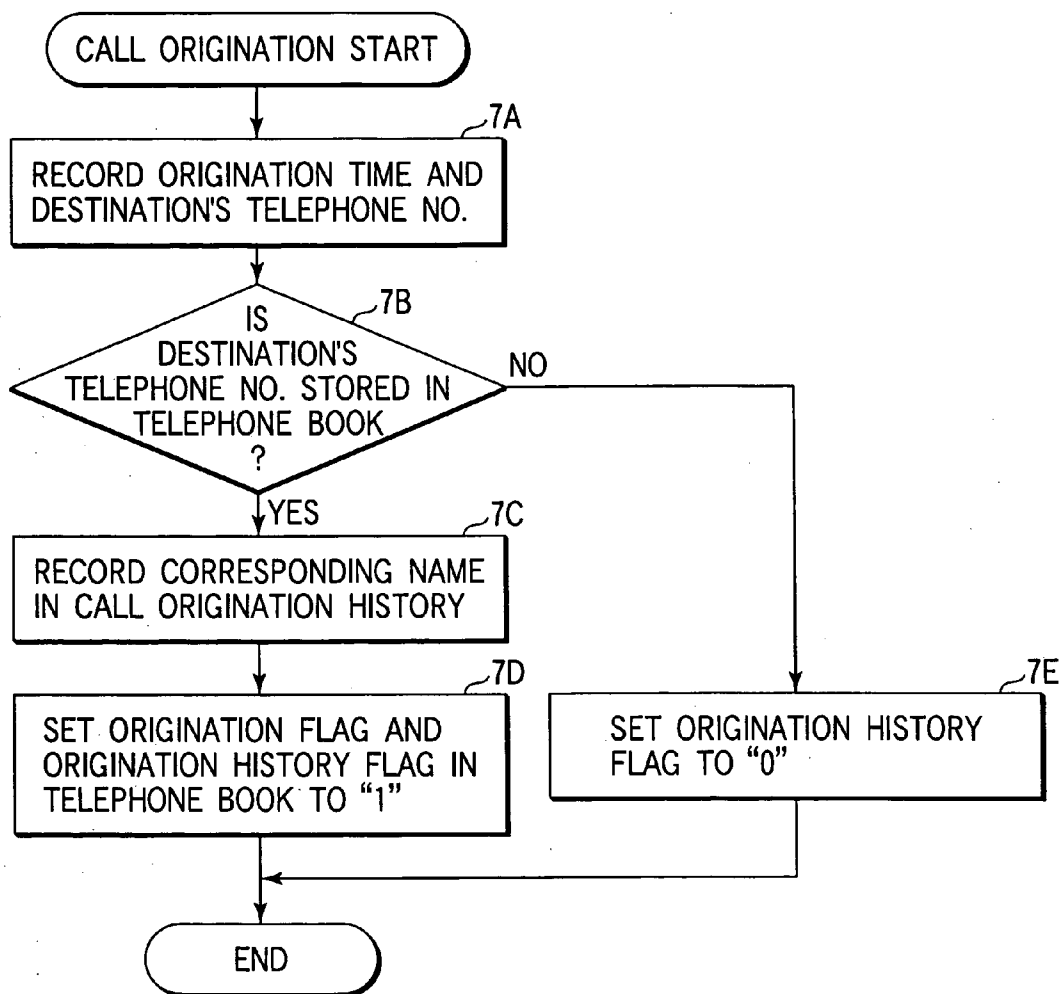 CALL ORIGINATION START
7A
RECORD ORIGINATION TIME AND
DESTINATION'S TELEPHONE NO.
7B
IS
DESTINATION'S
TELEPHONE NO. STORED IN
TELEPHONE BOOK
?
NO
YES
7C
RECORD CORRESPONDING NAME
IN CALL ORIGINATION HISTORY
7D
SET ORIGINATION FLAG AND
ORIGINATION HISTORY FLAG IN
TELEPHONE BOOK TO “1”
7E
SET ORIGINATION HISTORY
FLAG TO “0”
END